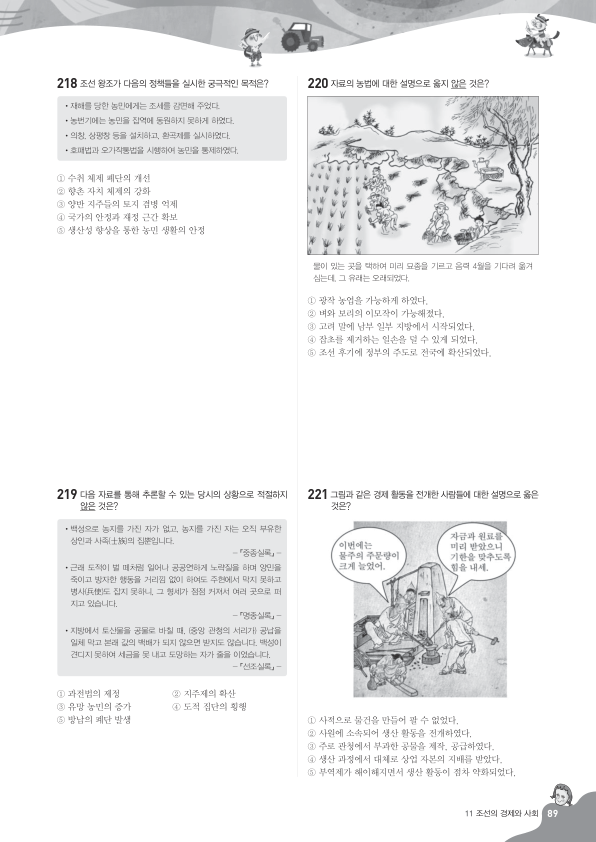 218 조선 왕조가 다음의 정책들을 실시한 궁극적인 목적은?
• 재해를 당한 농민에게는 조세를 감면해 주었다.
• 농번기에는 농민을 잡역에 동원하지 못하게 하였다.
• 의창, 상평창 등을 설치하고, 환곡제를 실시하였다.
• 호패법과 오가작통법을 시행하여 농민을 통제하였다.
① 수취 체제 폐단의 개선
② 향촌 자치 체제의 강화
③ 양반 지주들의 토지 겸병 억제
④ 국가의 안정과 재정 근간 확보
⑤ 생산성 향상을 통한 농민 생활의 안정
219 다음 자료를 통해 추론할 수 있는 당시의 상황으로 적절하지
않은 것은?
• 백성으로 농지를 가진 자가 없고, 농지를 가진 자는 오직 부유한
상인과 사족(士族)의 집뿐입니다.
– 『중종실록』 –
• 근래 도적이 벌 떼처럼 일어나 공공연하게 노략질을 하며 양민을
죽이고 방자한 행동을 거리낌 없이 하여도 주현에서 막지 못하고
병사(兵使)도 잡지 못하니, 그 형세가 점점 커져서 여러 곳으로 퍼
지고 있습니다.
– 『명종실록』 –
• 지방에서 토산물을 공물로 바칠 때, (중앙 관청의 서리가) 공납을
일체 막고 본래 값의 백배가 되지 않으면 받지도 않습니다. 백성이
견디지 못하여 세금을 못 내고 도망하는 자가 줄을 이었습니다.
– 『선조실록』 –
① 과전법의 제정
② 지주제의 확산
③ 유망 농민의 증가
④ 도적 집단의 횡행
⑤ 방납의 폐단 발생
220 자료의 농법에 대한 설명으로 옳지 않은 것은?
물이 있는 곳을 택하여 미리 묘종을 기르고 음력 4월을 기다려 옮겨
심는데, 그 유래는 오래되었다.
① 광작 농업을 가능하게 하였다.
② 벼와 보리의 이모작이 가능해졌다.
③ 고려 말에 남부 일부 지방에서 시작되었다.
④ 잡초를 제거하는 일손을 덜 수 있게 되었다.
⑤ 조선 후기에 정부의 주도로 전국에 확산되었다.
221 그림과 같은 경제 활동을 전개한 사람들에 대한 설명으로 옳은
것은?
이번에는
물주의 주문량이
크게 늘었어.
자금과 원료를
미리 받았으니
기한을 맞추도록
힘을 내세.
① 사적으로 물건을 만들어 팔 수 없었다.
② 사원에 소속되어 생산 활동을 전개하였다.
③ 주로 관청에서 부과한 공물을 제작, 공급하였다.
④ 생산 과정에서 대체로 상업 자본의 지배를 받았다.
⑤ 부역제가 해이해지면서 생산 활동이 점차 약화되었다.
11 조선의 경제와 사회 89